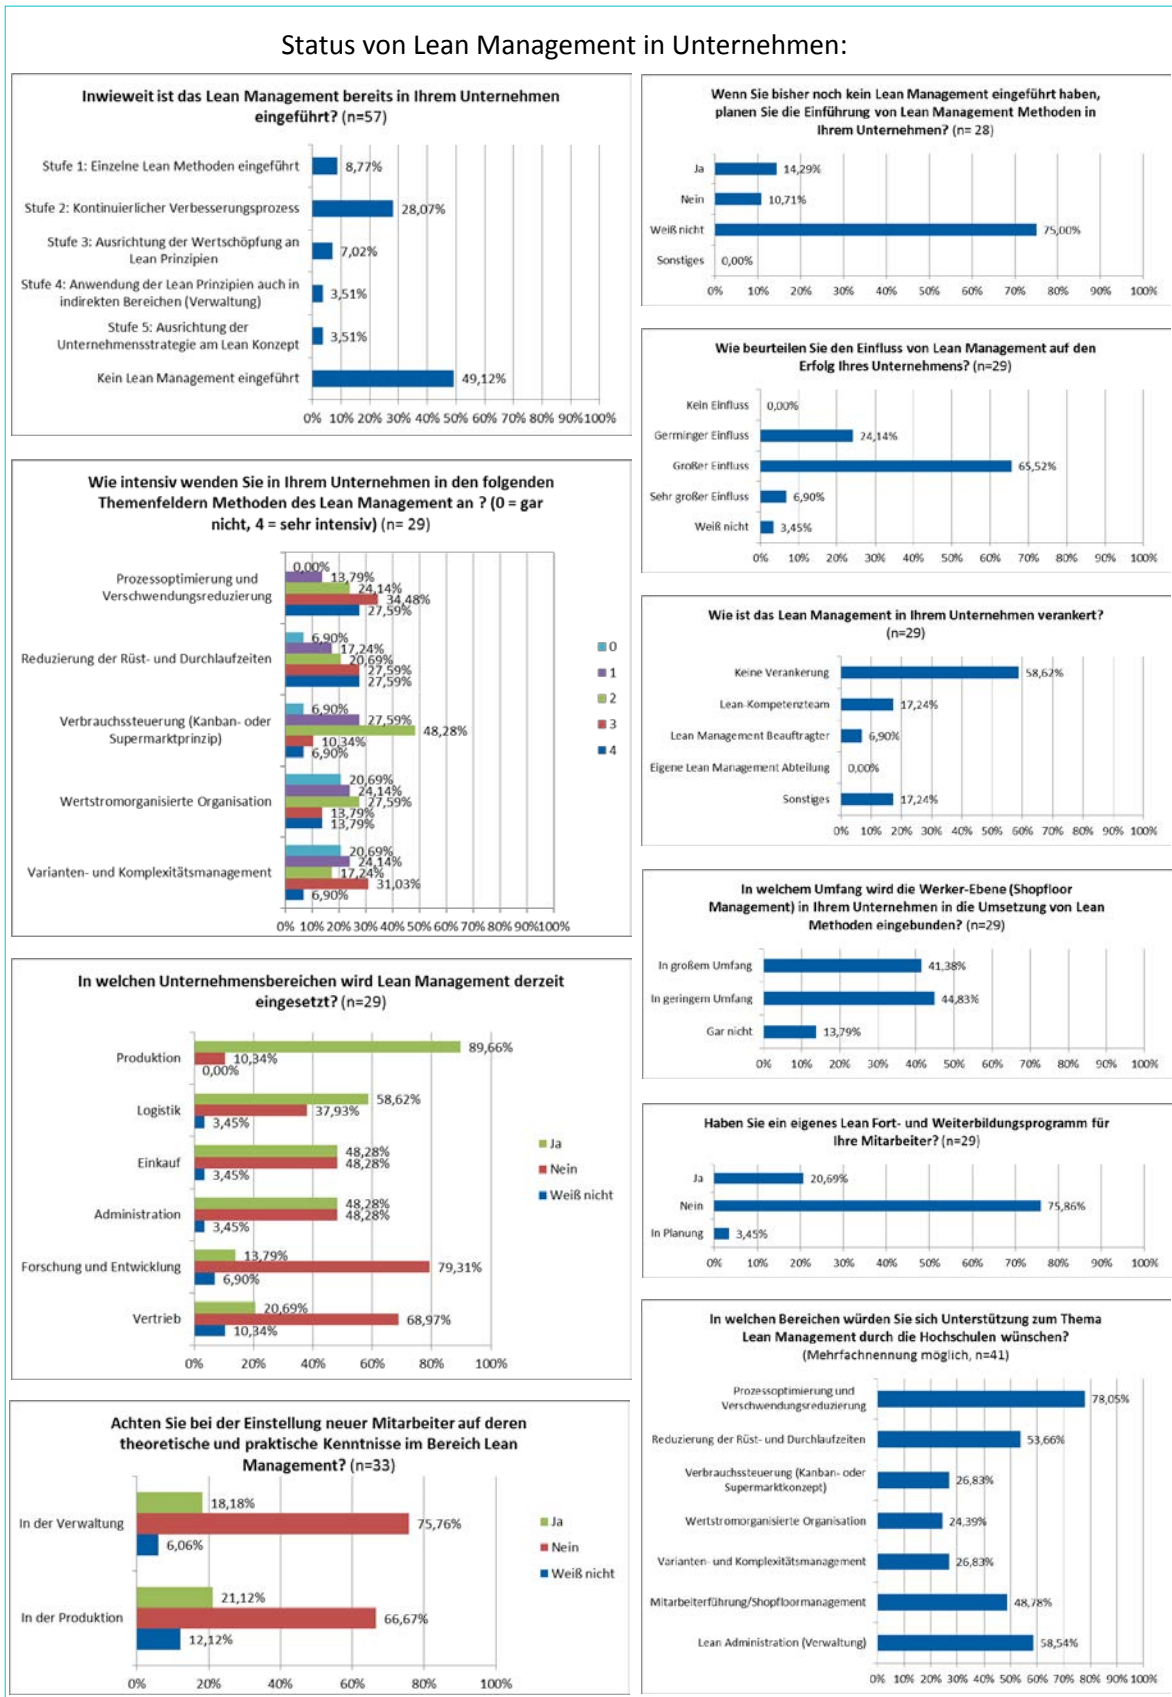 Status von Lean Management in Unternehmen:
Inwieweit ist das Lean Management bereits in Ihrem Unternehmen
eingeführt? (n=57)
Stufe 1: Einzelne Lean Methoden eingeführt
8,77%
Stufe 2: Kontinuierlicher Verbesserungsprozess
28,07%
Stufe 3: Ausrichtung der Wertschöpfung an
Lean Prinzipien
7,02%
Stufe 4: Anwendung der Lean Prinzipien auch in
indirekten Bereichen (Verwaltung)
3,51%
Stufe 5: Ausrichtung der
Unternehmensstrategie am Lean Konzept
3,51%
Kein Lean Management eingeführt
49,12%
0% 10% 20% 30% 40% 50% 60% 70% 80% 90%100%
Wie intensiv wenden Sie in Ihrem Unternehmen in den folgenden
Themenfeldern Methoden des Lean Management an ? (0 = gar
nicht, 4 = sehr intensiv) (n= 29)
Prozessoptimierung und
Verschwendungsreduzierung
0,00%
13,79%
24,14%
34,48%
27,59%
Reduzierung der Rüst- und Durchlaufzeiten
6,90%
17,24%
20,69%
27,59%
27,59%
Verbrauchssteuerung (Kanban- oder
Supermarktprinzip)
6,90%
27,59%
48,28%
10,34%
6,90%
Wertstromorganisierte Organisation
20,69%
24,14%
27,59%
13,79%
13,79%
Varianten- und Komplexitätsmanagement
20,69%
24,14%
17,24%
31,03%
6,90%
0% 10% 20% 30% 40% 50% 60% 70% 80% 90%100%
0
1
2
3
4
In welchen Unternehmensbereichen wird Lean Management derzeit
eingesetzt? (n=29)
Produktion
89,66%
10,34%
0,00%
Logistik
58,62%
37,93%
3,45%
Einkauf
48,28%
48,28%
3,45%
Administration
48,28%
48,28%
3,45%
Forschung und Entwicklung
13,79%
79,31%
6,90%
Vertrieb
20,69%
68,97%
10,34%
0% 20% 40% 60% 80% 100%
Ja
Nein
Weiß nicht
Achten Sie bei der Einstellung neuer Mitarbeiter auf deren
theoretische und praktische Kenntnisse im Bereich Lean
Management? (n=33)
In der Verwaltung
18,18%
75,76%
6,06%
In der Produktion
21,12%
66,67%
12,12%
0% 20% 40% 60% 80% 100%
Ja
Nein
Weiß nicht
Wenn Sie bisher noch kein Lean Management eingeführt haben,
planen Sie die Einführung von Lean Management Methoden in
Ihrem Unternehmen? (n= 28)
Ja
14,29%
Nein
10,71%
Weiß nicht
75,00%
Sonstiges
0,00%
0% 10% 20% 30% 40% 50% 60% 70% 80% 90% 100%
Wie beurteilen Sie den Einfluss von Lean Management auf den
Erfolg Ihres Unternehmens? (n=29)
Kein Einfluss
0,00%
Germinger Einfluss
24,14%
Großer Einfluss
65,52%
Sehr großer Einfluss
6,90%
Weiß nicht
3,45%
0% 10% 20% 30% 40% 50% 60% 70% 80% 90% 100%
Wie ist das Lean Management in Ihrem Unternehmen verankert?
(n=29)
Keine Verankerung
58,62%
Lean-Kompetenzteam
17,24%
Lean Management Beauftragter
6,90%
Eigene Lean Management Abteilung
0,00%
Sonstiges
17,24%
0% 10% 20% 30% 40% 50% 60% 70% 80% 90% 100%
In welchem Umfang wird die Werker-Ebene (Shopfloor
Management) in Ihrem Unternehmen in die Umsetzung von Lean
Methoden eingebunden? (n=29)
In großem Umfang
41,38%
In geringem Umfang
44,83%
Gar nicht
13,79%
0% 10% 20% 30% 40% 50% 60% 70% 80% 90% 100%
Haben Sie ein eigenes Lean Fort- und Weiterbildungsprogramm für
Ihre Mitarbeiter? (n=29)
Ja
20,69%
Nein
75,86%
In Planung
3,45%
0% 10% 20% 30% 40% 50% 60% 70% 80% 90% 100%
In welchen Bereichen würden Sie sich Unterstützung zum Thema
Lean Management durch die Hochschulen wünschen?
(Mehrfachnennung möglich, n=41)
Prozessoptimierung und
Verschwendungsreduzierung
78,05%
Reduzierung der Rüst- und Durchlaufzeiten
53,66%
Verbrauchssteuerung (Kanban- oder
Supermarktkonzept)
26,83%
Wertstromorganisierte Organisation
24,39%
Varianten- und Komplexitätsmanagement
26,83%
Mitarbeiterführung/Shopfloormanagement
48,78%
Lean Administration (Verwaltung)
58,54%
0% 10% 20% 30% 40% 50% 60% 70% 80% 90% 100%